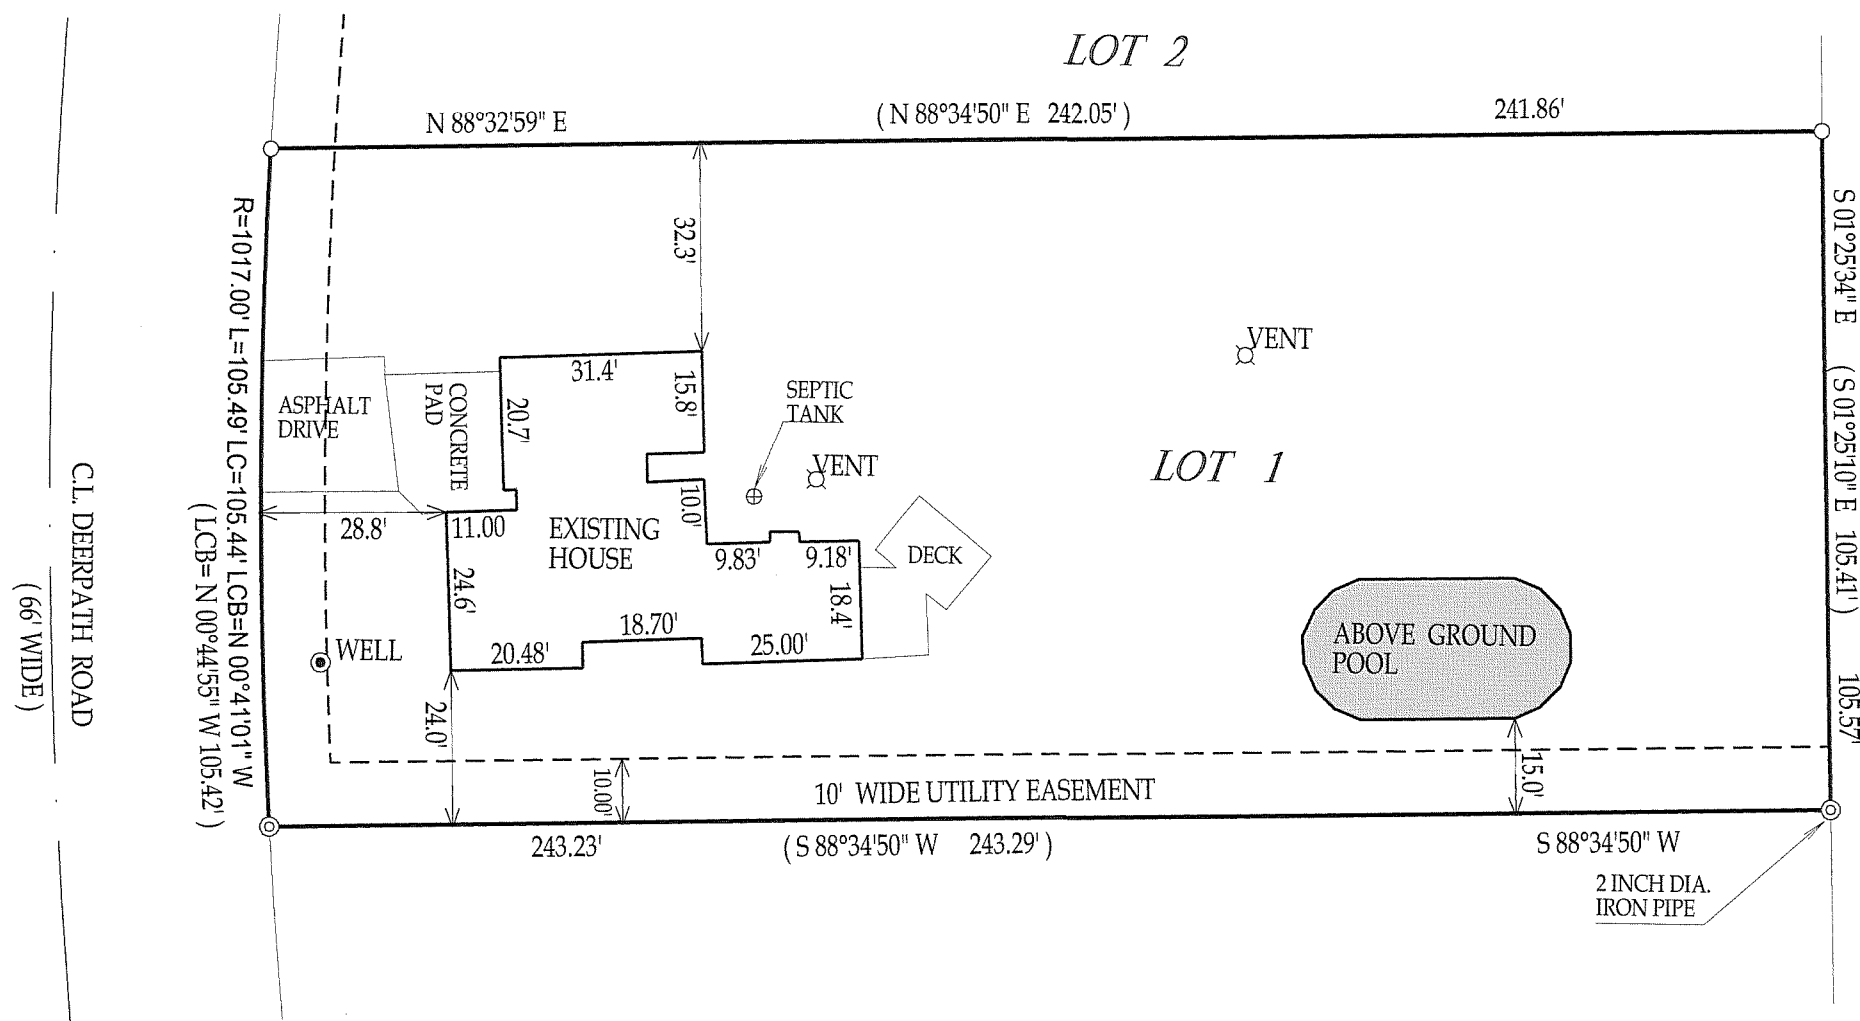 LOT 2
N 88°32'59" E
( N 88°34'50" E 242.05' )
241.86'
R=1017.00' L=105.49' LC=105.44' LCB=N 00°41'01" W
(LCB= N 00°44'55" W 105.42' )
C.L. DEERPATH ROAD
( 66' WIDE )
S 01°25'34" E
( S 01°25'10" E 105.41' )
105.57'
32.3'
31.4'
15.8'
20.7'
ASPHALT
DRIVE
CONCRETE
PAD
SEPTIC
TANK
VENT
VENT
LOT 1
10.0'
28.8'
11.00
EXISTING
HOUSE
9.83'
9.18'
DECK
24.6'
18.4'
18.70'
20.48'
25.00'
WELL
ABOVE GROUND
POOL
24.0'
10.00'
10' WIDE UTILITY EASEMENT
15.0'
243.23'
( S 88°34'50" W 243.29' )
S 88°34'50" W
2 INCH DIA.
IRON PIPE